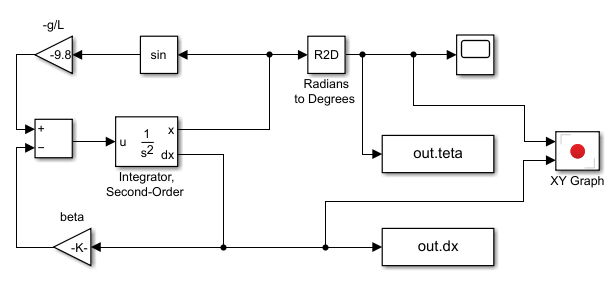 -g/L
-9.8
sin
R2D
Radians
to Degrees
+
−
u
1
s2
x
dx
Integrator,
Second-Order
out.teta
XY Graph
beta
-K-
out.dx